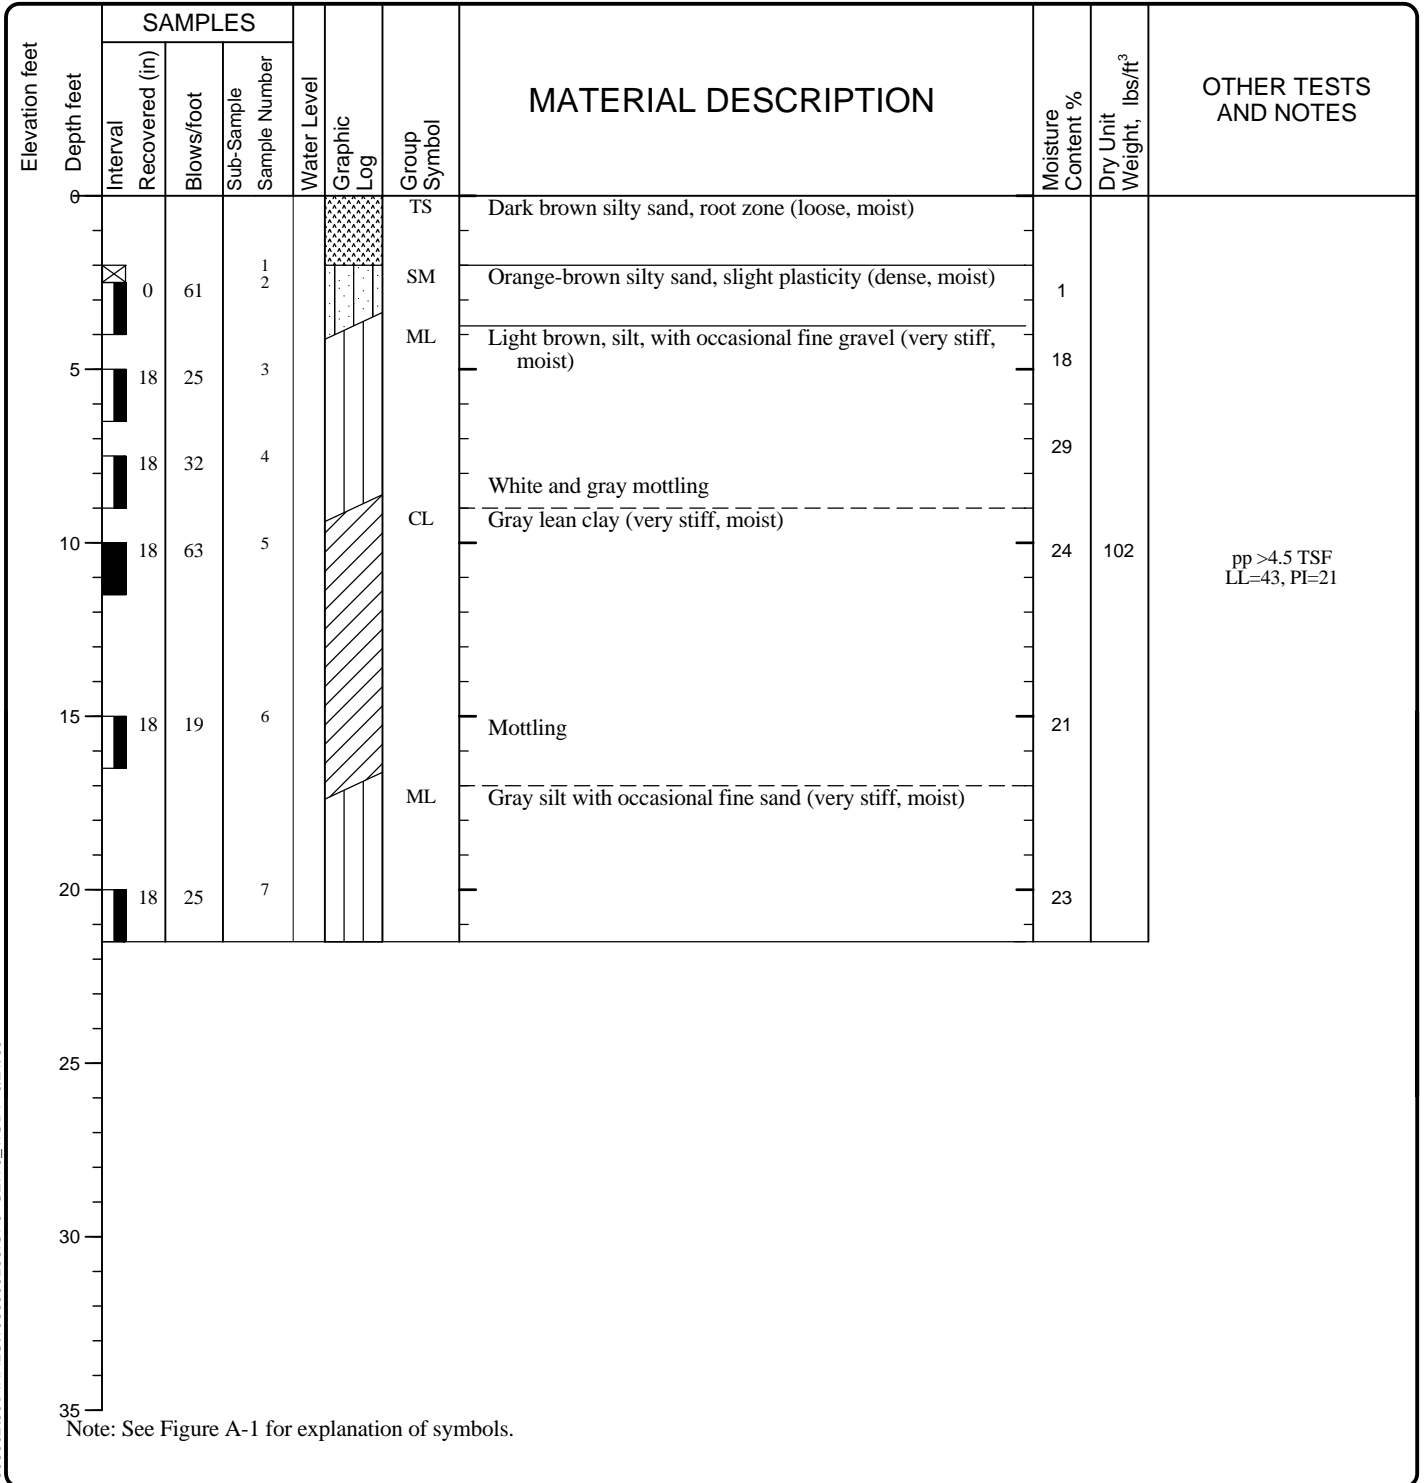 SAMPLES
Elevation feet
Depth feet
Interval
Recovered (in)
Blows/foot
Sub-Sample
Sample Number
Water Level
Graphic
Log
Group
Symbol
MATERIAL DESCRIPTION
Moisture
Content %
Dry Unit
Weight, lbs/ft³
OTHER TESTS
AND NOTES
0
TS Dark brown silty sand, root zone (loose, moist)
1
2
SM Orange-brown silty sand, slight plasticity (dense, moist)
0 61 1
ML Light brown, silt, with occasional fine gravel (very stiff,
moist)
18
5 18 25 3
29
18 32 4
White and gray mottling
CL Gray lean clay (very stiff, moist)
10 18 63 5 24 102
pp >4.5 TSF
LL=43, PI=21
15 18 19 6 Mottling 21
ML Gray silt with occasional fine sand (very stiff, moist)
20 18 25 7 23
25
30
35
Note: See Figure A-1 for explanation of symbols.